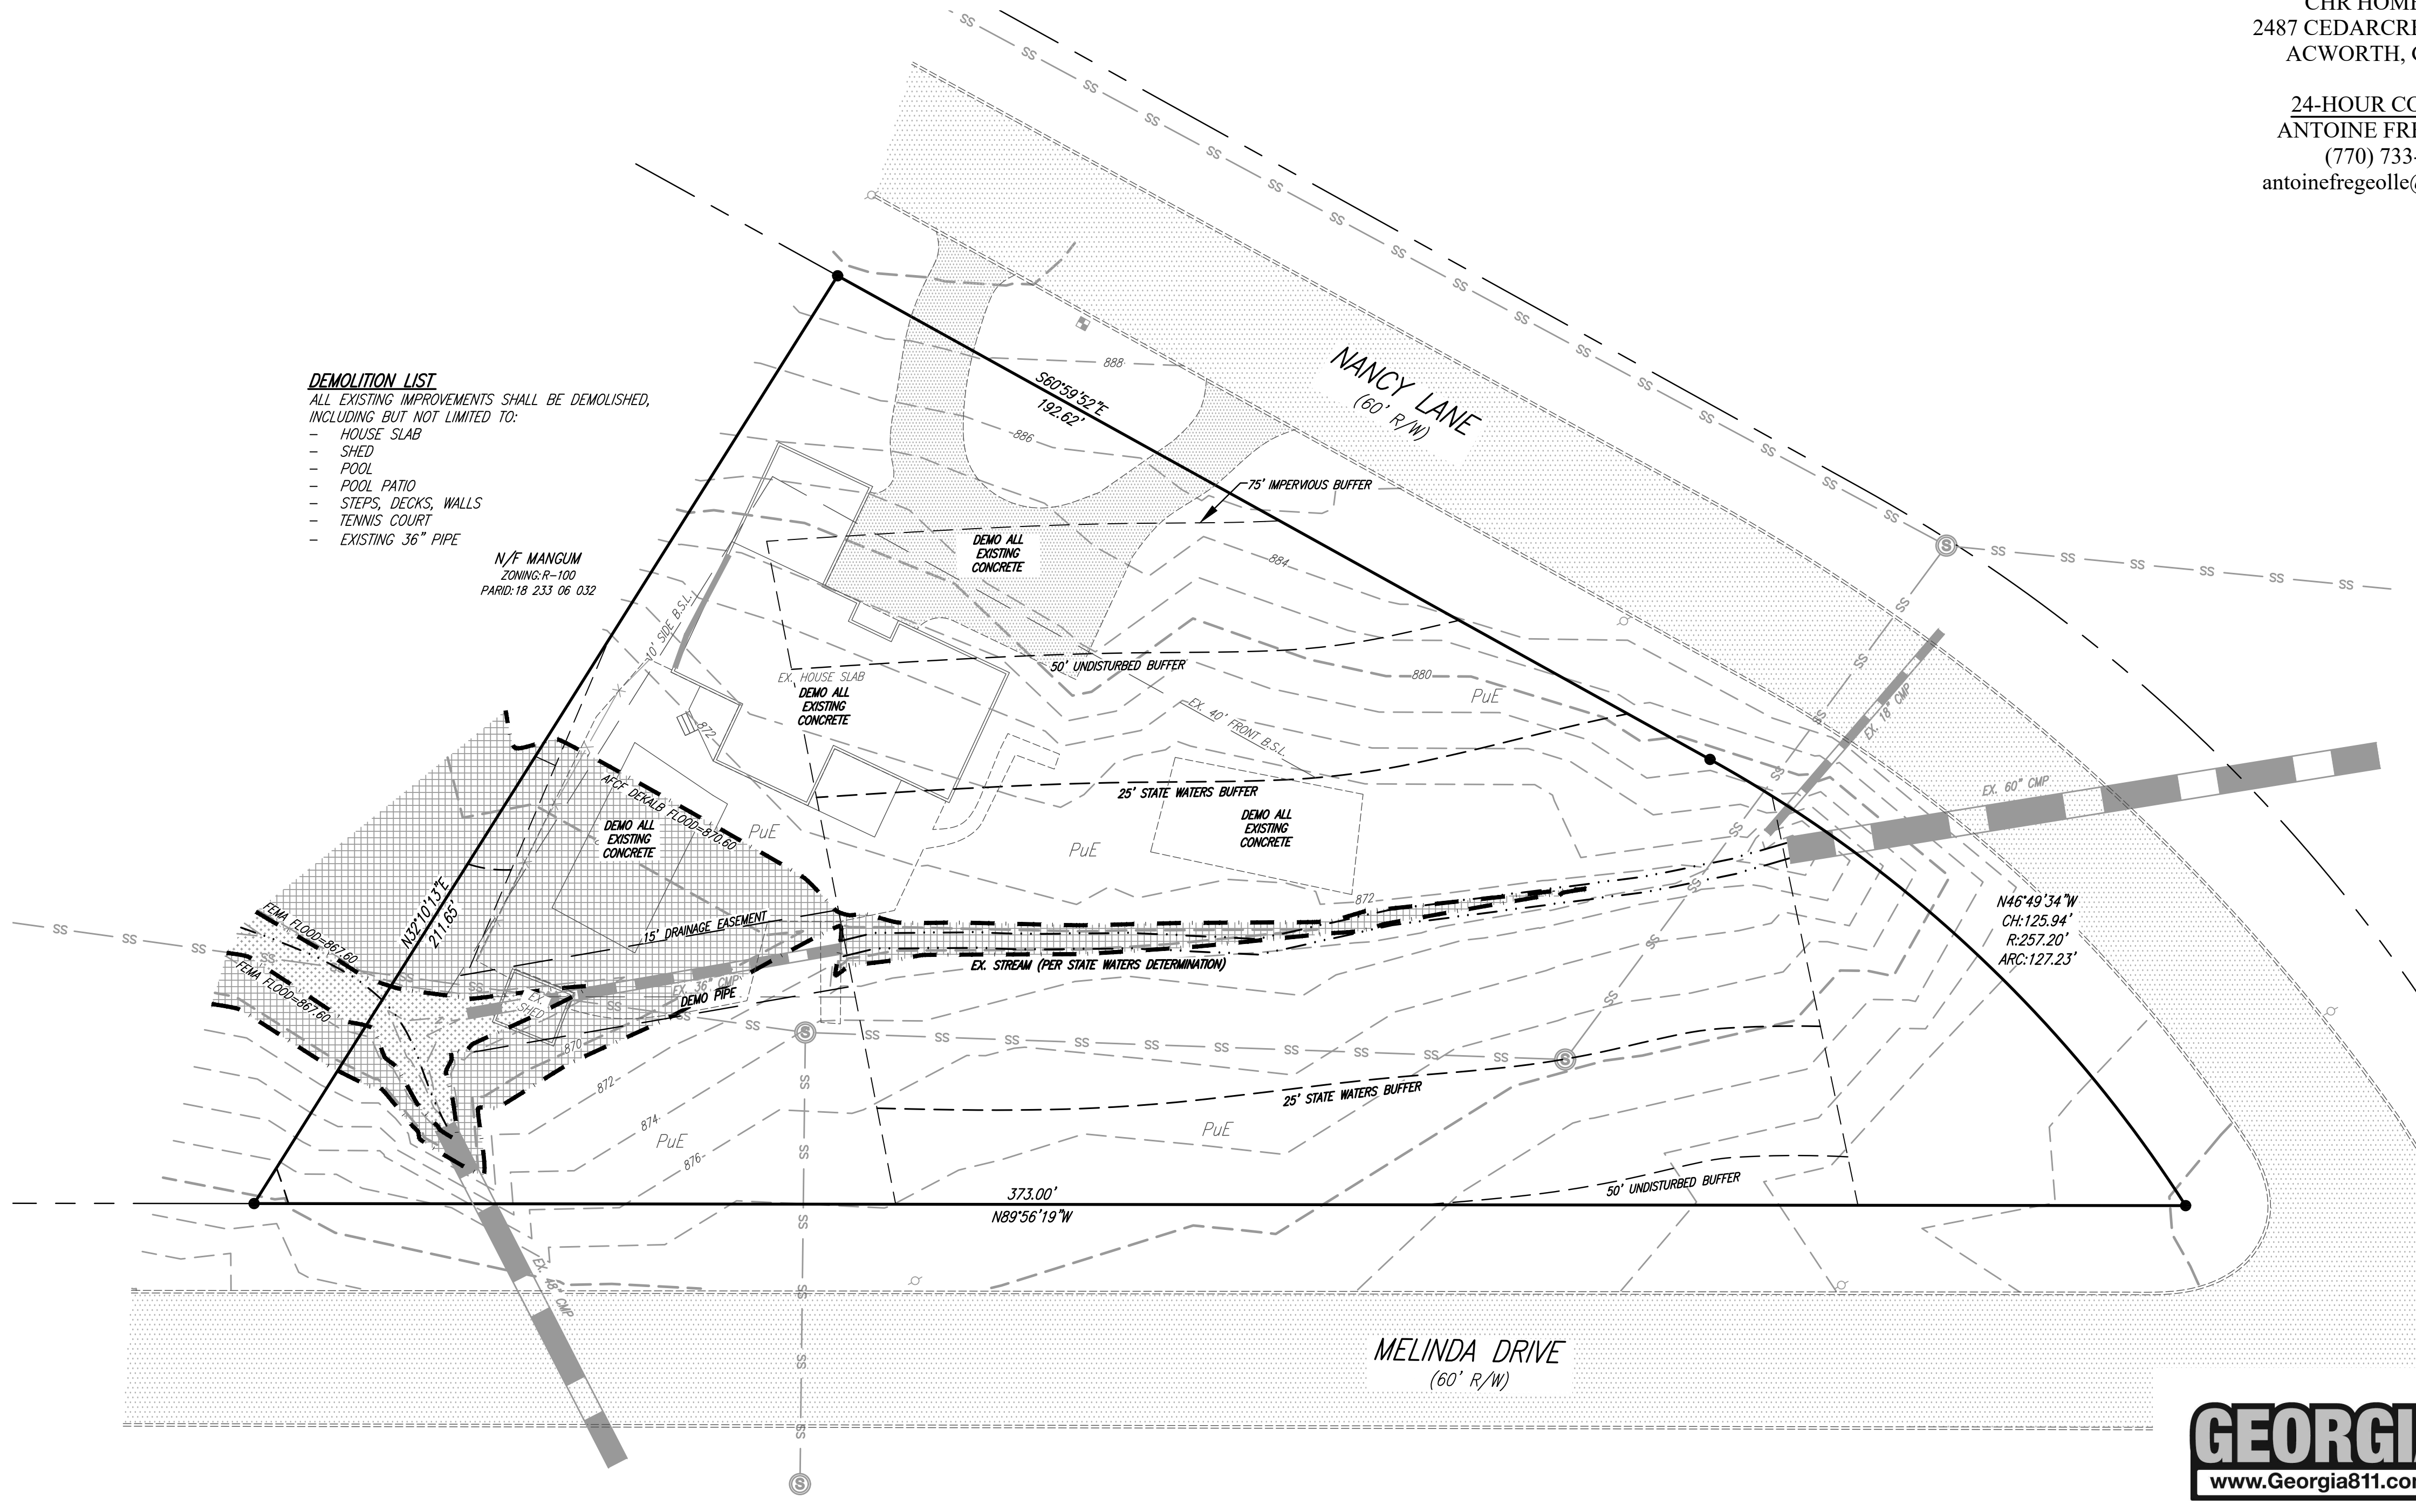 CHR HOME
2487 CEDARCRE
ACWORTH,
24-HOUR CO
ANTOINE FRE
(770) 733-
antoinefregeolle@
NANCY LANE
(60' R/W)
888
S60°59'52"E
192.62'
886
DEMOLITION LIST
ALL EXISTING IMPROVEMENTS SHALL BE DEMOLISHED,
INCLUDING BUT NOT LIMITED TO:
- HOUSE SLAB
- SHED
- POOL
- POOL PATIO
- STEPS, DECKS, WALLS
- TENNIS COURT
- EXISTING 36" PIPE
N/F MANGUM
ZONING:R-100
PARID:18 233 06 032
75' IMPERVIOUS BUFFER
DEMO ALL
EXISTING
CONCRETE
884
10' SIDE B.S.L.
50' UNDISTURBED BUFFER
EX. HOUSE SLAB
DEMO ALL
EXISTING
CONCRETE
880
PuE
872
EX. 40' FRONT B.S.L.
EX. 18" CMP
EX. 60" CMP
25' STATE WATERS BUFFER
AFCF DEKALB FLOOD=870.60
DEMO ALL
EXISTING
CONCRETE
PuE
PuE
DEMO ALL
EXISTING
CONCRETE
872
N32°10'13"E
211.65'
15' DRAINAGE EASEMENT
FEMA FLOOD=867.60
FEMA FLOOD=867.60
EX. STREAM (PER STATE WATERS DETERMINATION)
N46°49'34"W
CH:125.94'
R:257.20'
ARC:127.23'
EX. 36" CMP
DEMO PIPE
EX.
SHED
870
SS
S
872
874
876
PuE
25' STATE WATERS BUFFER
PuE
50' UNDISTURBED BUFFER
373.00'
N89°56'19"W
EX. 48" CMP
MELINDA DRIVE
(60' R/W)
GEORGIA
www.Georgia811.co